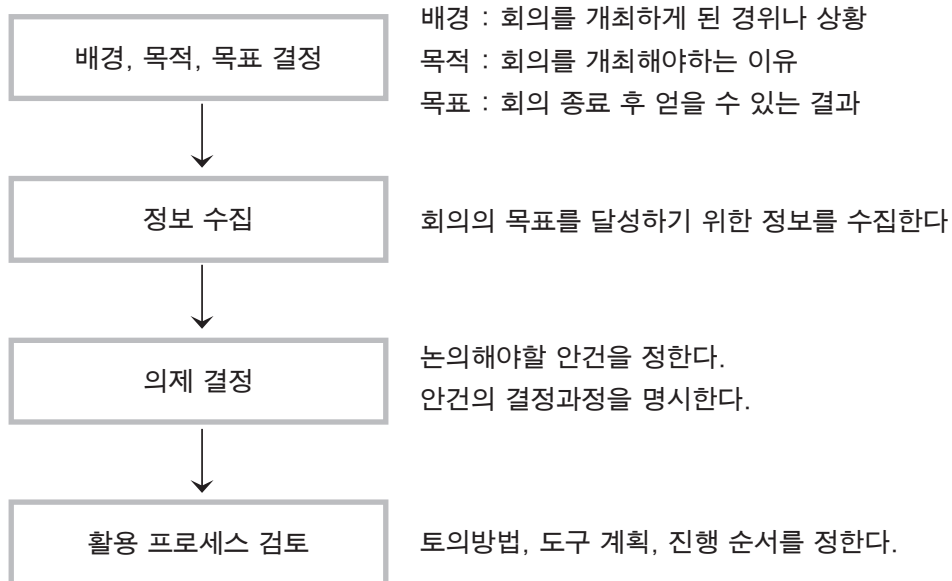 배경, 목적, 목표 결정
배경 : 회의를 개최하게 된 경위나 상황
목적 : 회의를 개최해야하는 이유
목표 : 회의 종료 후 얻을 수 있는 결과
정보 수집
회의의 목표를 달성하기 위한 정보를 수집한다
의제 결정
논의해야할 안건을 정한다.
안건의 결정과정을 명시한다.
활용 프로세스 검토
토의방법, 도구 계획, 진행 순서를 정한다.